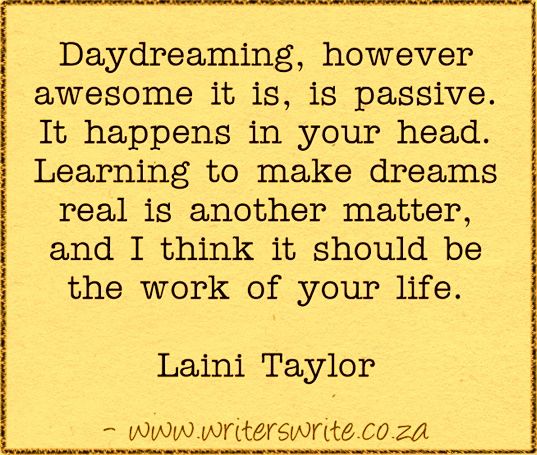 Daydreaming, however
awesome it is, is passive.
It happens in your head.
Learning to make dreams
real is another matter,
and I think it should be
the work of your life.
Laini Taylor
- www.writerswrite.co.za